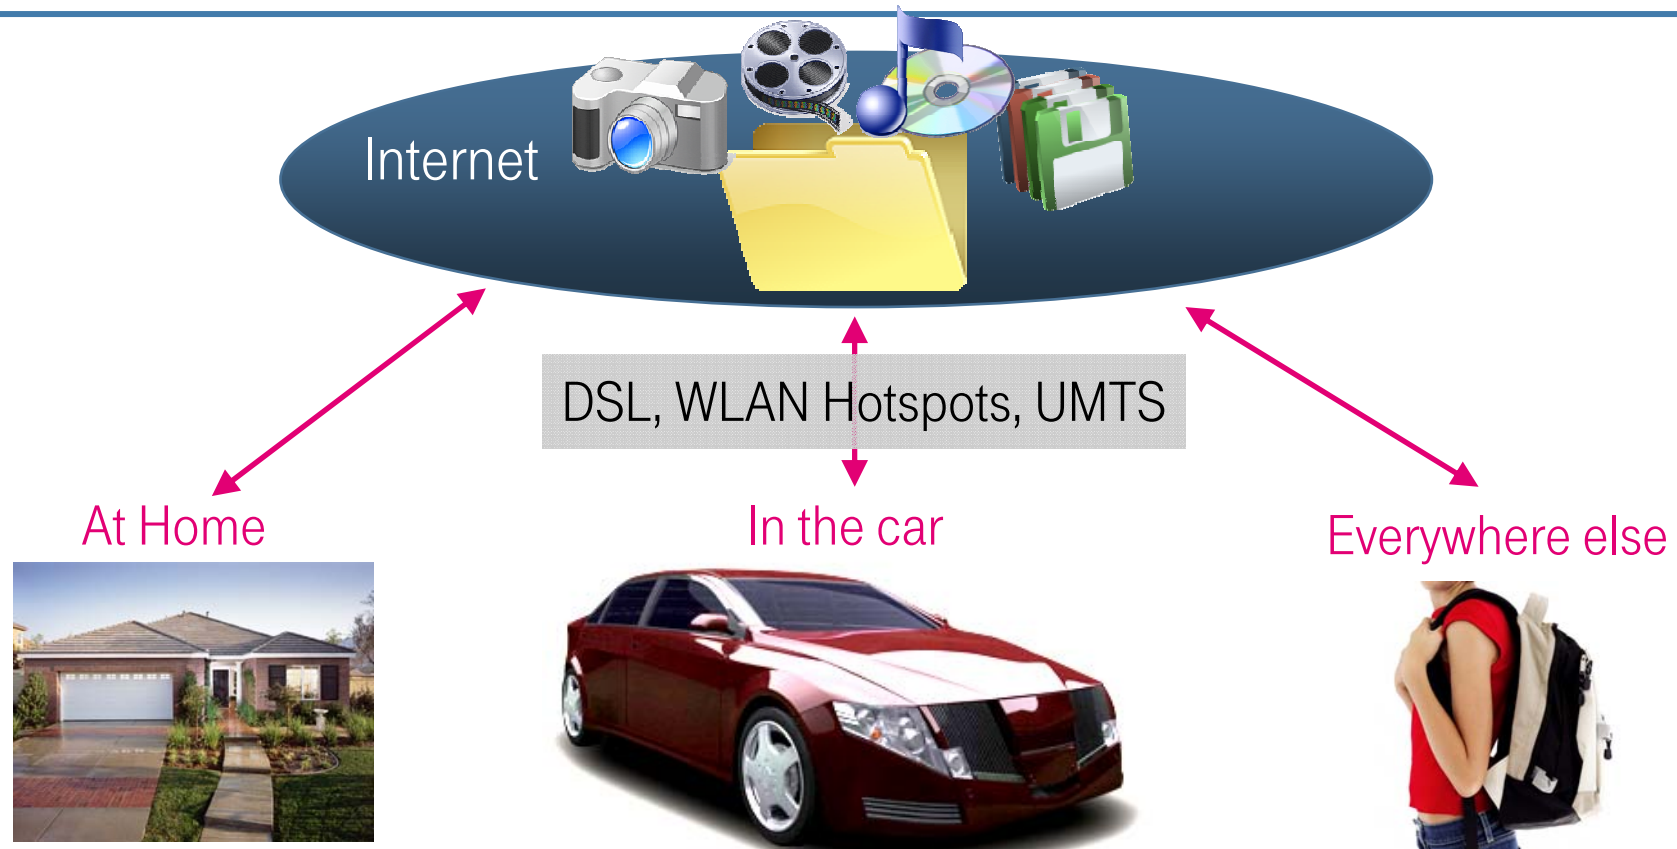 Internet
DSL, WLAN Hotspots, UMTS
At Home
In the car
Everywhere else